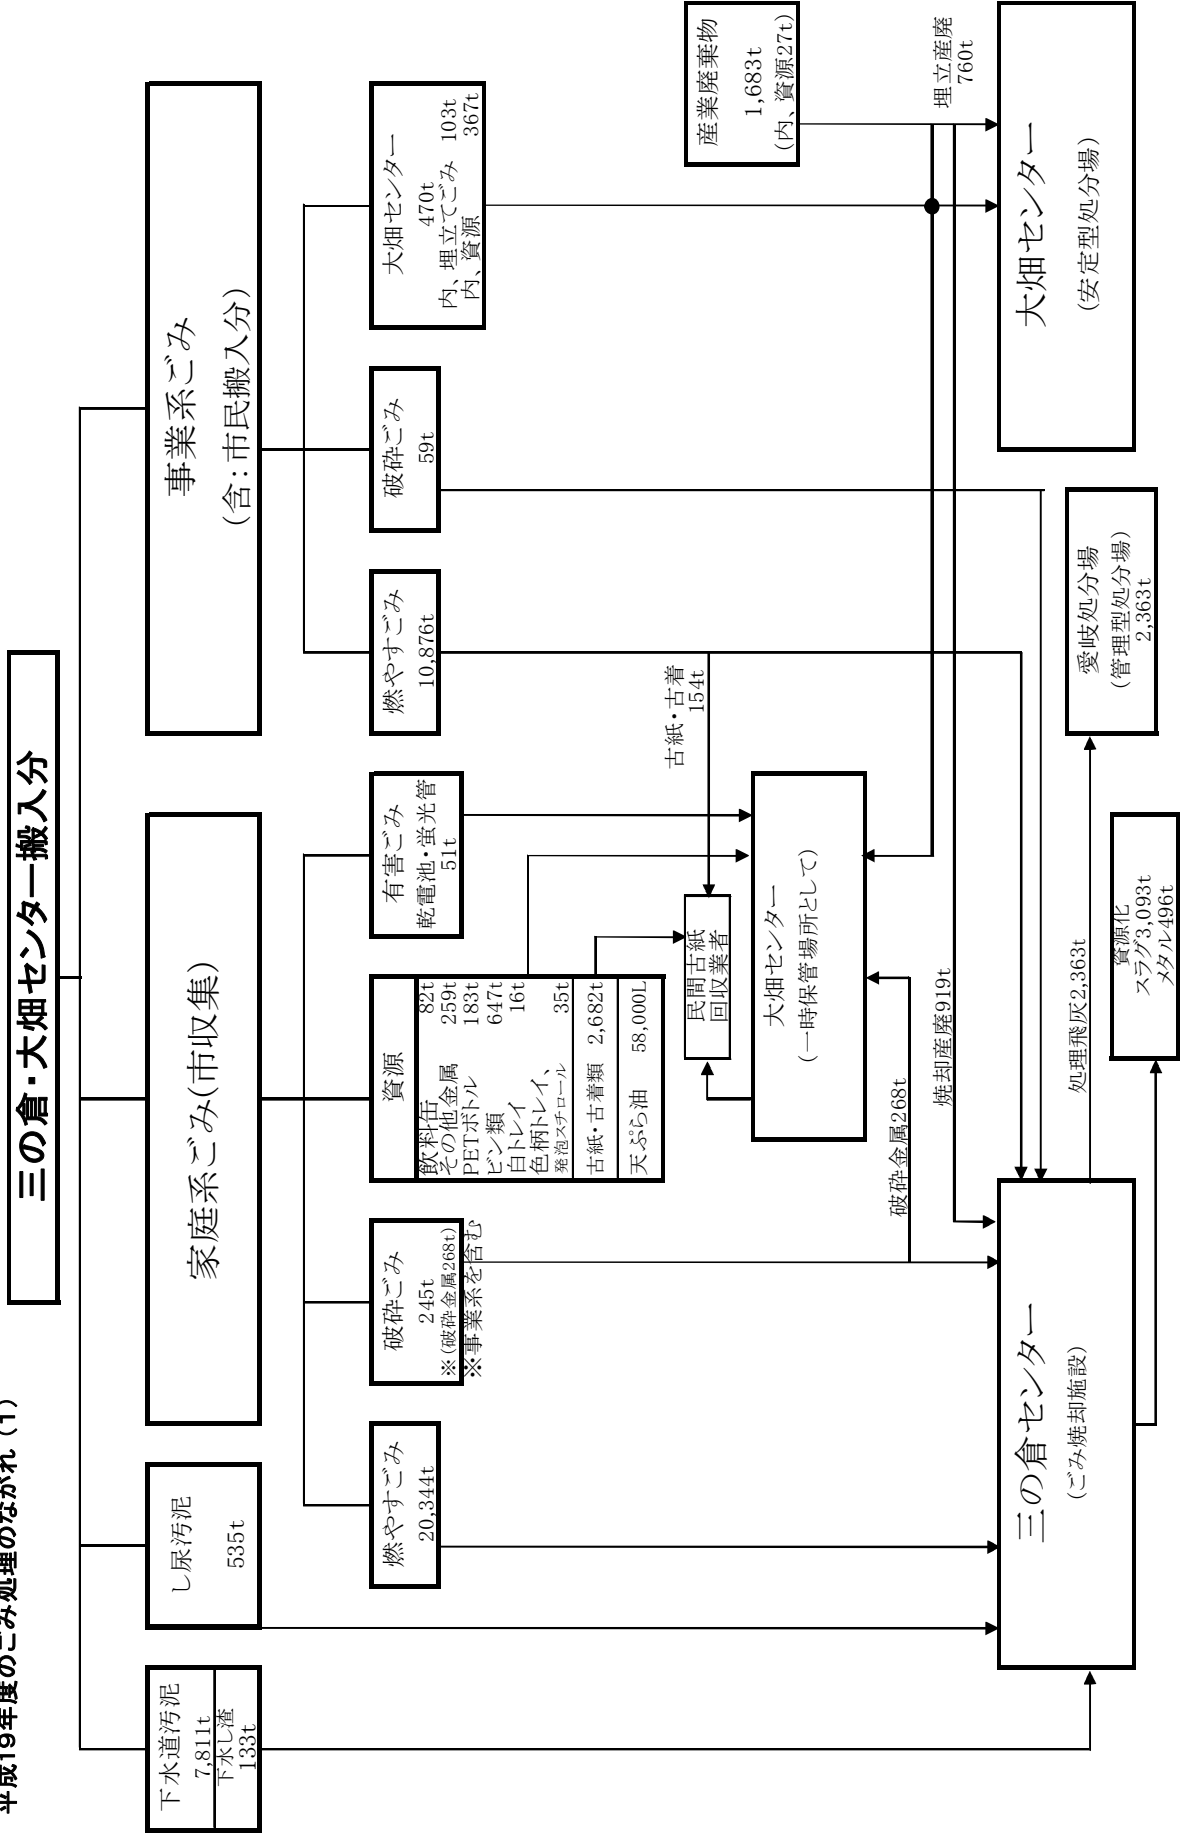 平成19年度のごみ処理のながれ（1）
三の倉・大畑センター搬入分
下水道汚泥
7,811t
下水し渣
133t
し尿汚泥
535t
家庭系ごみ(市収集)
事業系ごみ
(含:市民搬入分)
燃やすごみ
20,344t
破砕ごみ
245t
※(破砕金属268t)
※事業系を含む
資源
飲料缶 82t
その他金属 259t
PETボトル 183t
ビン類 647t
白トレイ 16t
色柄トレイ、
発泡スチロール 35t
古紙・古着類 2,682t
天ぷら油 58,000L
有害ごみ
乾電池・蛍光管
51t
燃やすごみ
10,876t
破砕ごみ
59t
大畑センター
470t
内、埋立てごみ 103t
内、資源 367t
古紙・古着
154t
民間古紙
回収業者
大畑センター
(一時保管場所として)
産業廃棄物
1,683t
(内、資源27t)
破砕金属268t
焼却産廃919t
埋立産廃
760t
三の倉センター
(ごみ焼却施設)
処理飛灰2,363t
愛岐処分場
(管理型処分場)
2,363t
大畑センター
(安定型処分場)
資源化
スラグ3,093t
メタル496t